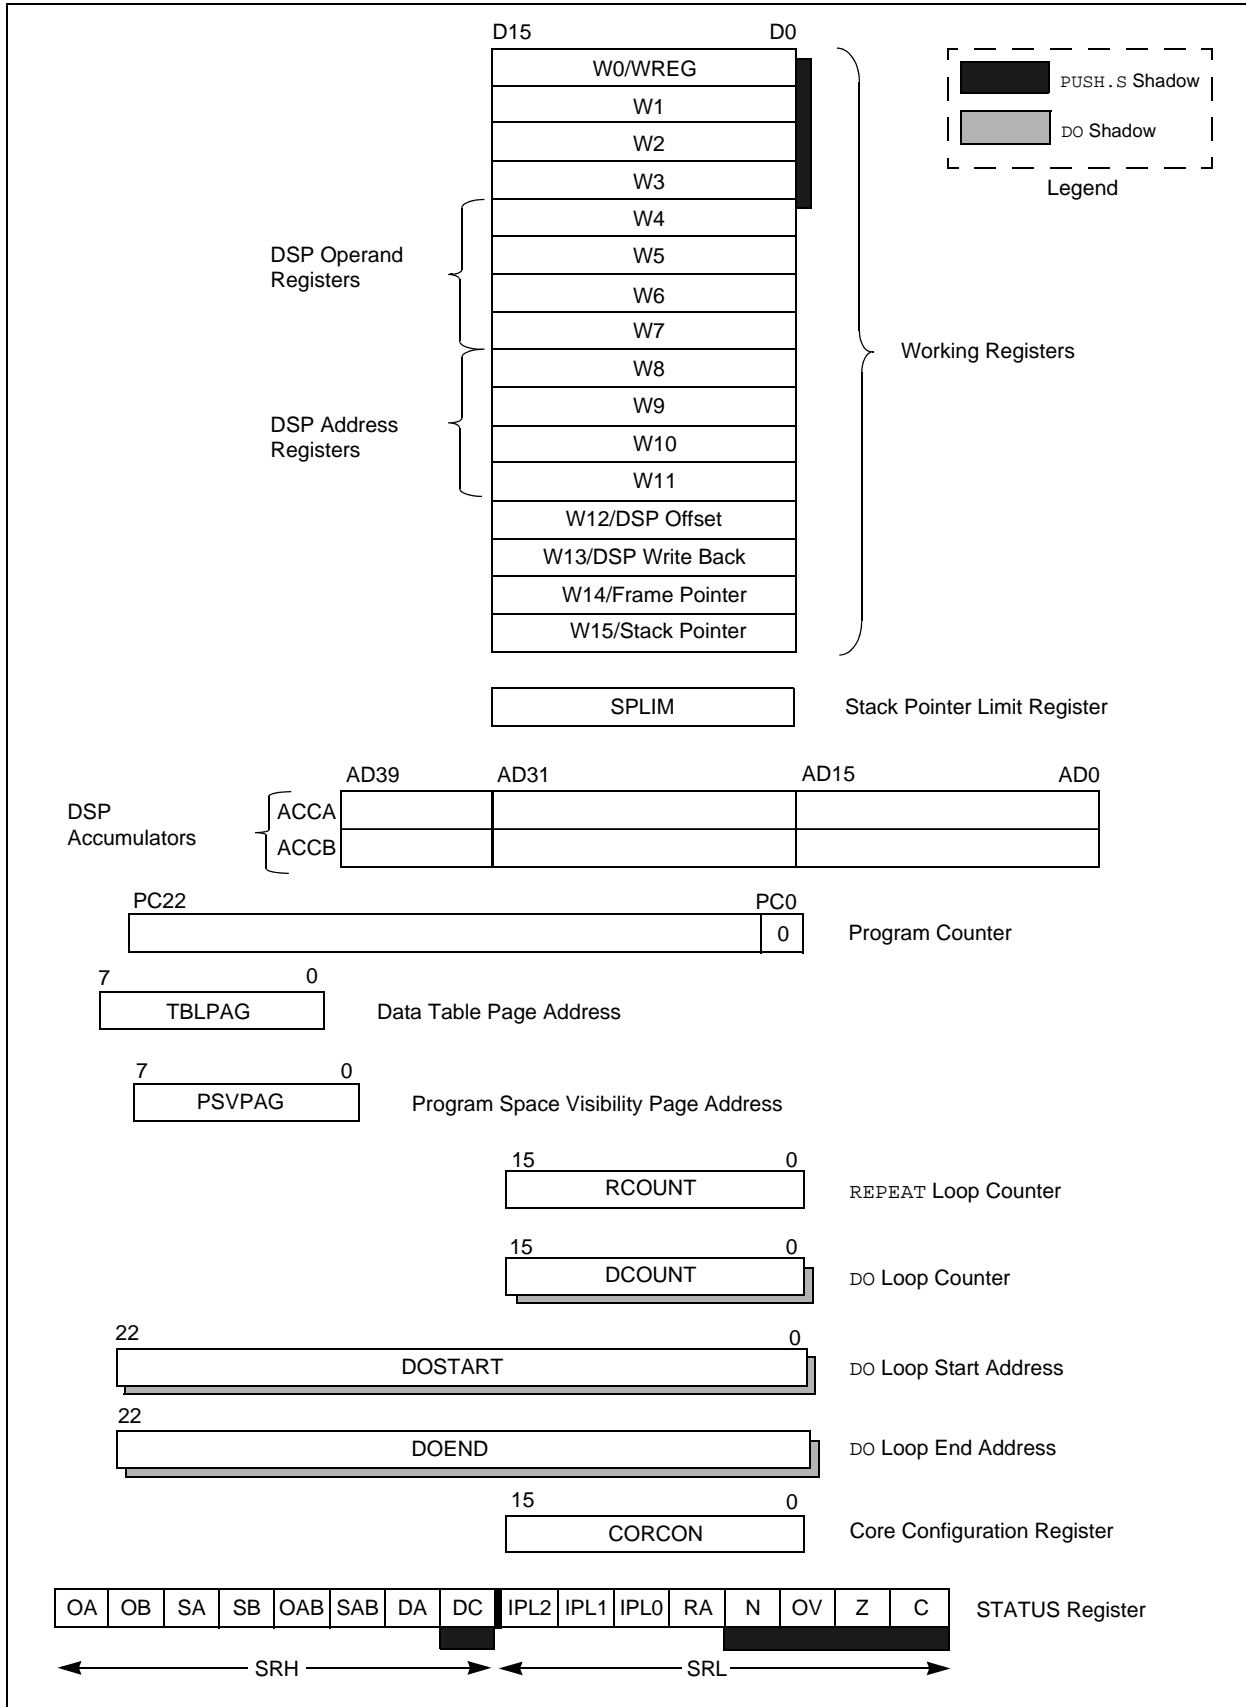 D15 D0
W0/WREG
W1
W2
W3
W4
W5
W6
W7
W8
W9
W10
W11
W12/DSP Offset
W13/DSP Write Back
W14/Frame Pointer
W15/Stack Pointer
PUSH.S Shadow
DO Shadow
Legend
DSP Operand
Registers
DSP Address
Registers
Working Registers
SPLIM Stack Pointer Limit Register
AD39 AD31 AD15 AD0
DSP
Accumulators
ACCA
ACCB
PC22 PC0
0 Program Counter
7 0
TBLPAG Data Table Page Address
7 0
PSVPAG Program Space Visibility Page Address
15 0
RCOUNT REPEAT Loop Counter
15 0
DCOUNT DO Loop Counter
22 0
DOSTART DO Loop Start Address
22
DOEND DO Loop End Address
15 0
CORCON Core Configuration Register
OA OB SA SB OAB SAB DA DC IPL2 IPL1 IPL0 RA N OV Z C STATUS Register
SRH SRL